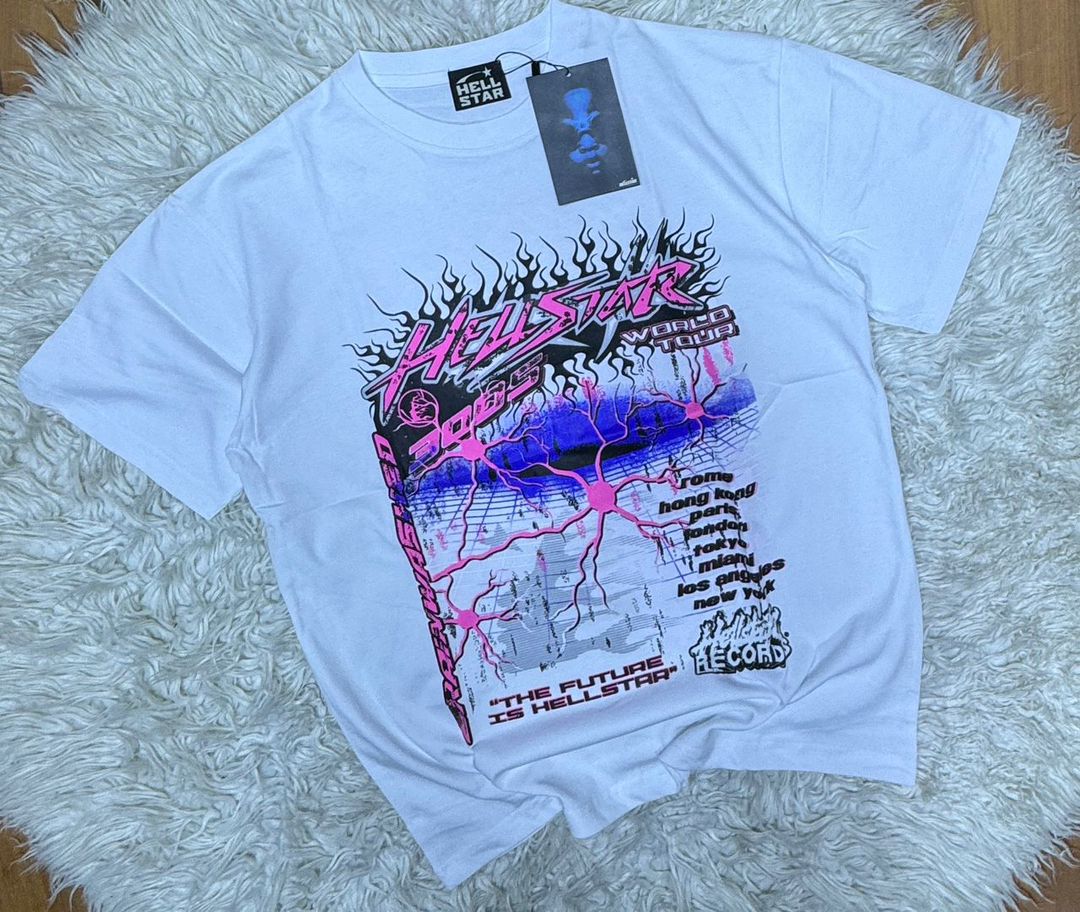 HELL
STAR
HELLSTAR
WORLD
TOUR
3005
rome
hong kong
paris
london
tokyo
miami
los angeles
new york
RECORDS
"THE FUTURE
IS HELLSTAR"